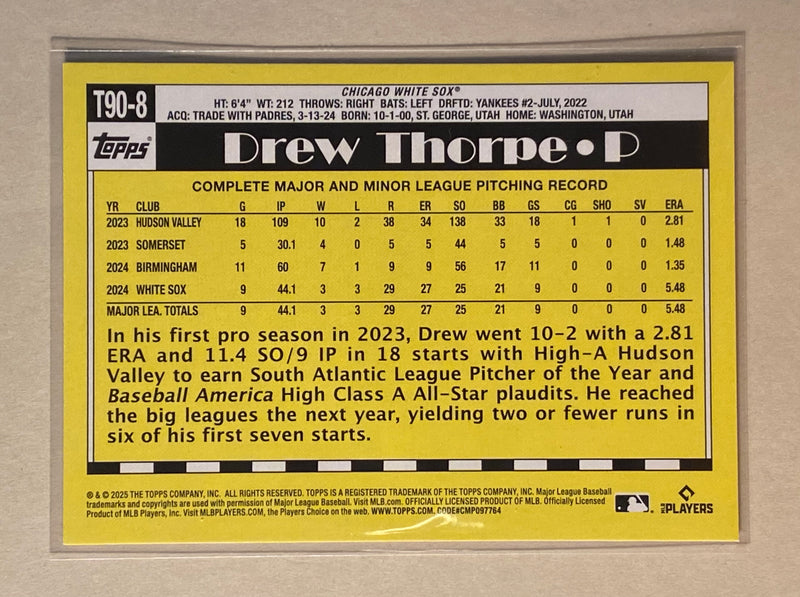 T90-8
CHICAGO WHITE SOX®
HT: 6'4" WT: 212 THROWS: RIGHT BATS: LEFT DRFTD: YANKEES #2-JULY, 2022
ACQ: TRADE WITH PADRES, 3-13-24 BORN: 10-1-00, ST. GEORGE, UTAH HOME: WASHINGTON, UTAH
TOPPS
Drew Thorpe • P
COMPLETE MAJOR AND MINOR LEAGUE PITCHING RECORD
YR CLUB G IP W L R ER SO BB GS CG SHO SV ERA
2023 HUDSON VALLEY 18 109 10 2 38 34 138 33 18 1 1 0 2.81
2023 SOMERSET 5 30.1 4 0 5 5 44 5 5 0 0 0 1.48
2024 BIRMINGHAM 11 60 7 1 9 9 56 17 11 0 0 0 1.35
2024 WHITE SOX 9 44.1 3 3 29 27 25 21 9 0 0 0 5.48
MAJOR LEA. TOTALS 9 44.1 3 3 29 27 25 21 9 0 0 0 5.48
In his first pro season in 2023, Drew went 10-2 with a 2.81
ERA and 11.4 SO/9 IP in 18 starts with High-A Hudson
Valley to earn South Atlantic League Pitcher of the Year and
Baseball America High Class A All-Star plaudits. He reached
the big leagues the next year, yielding two or fewer runs in
six of his first seven starts.
® & © 2025 THE TOPPS COMPANY, INC. ALL RIGHTS RESERVED. TOPPS IS A REGISTERED TRADEMARK OF THE TOPPS COMPANY, INC. Major League Baseball
trademarks and copyrights are used with permission of Major League Baseball. Visit MLB.com. OFFICIALLY LICENSED PRODUCT OF MLB. Officially Licensed
Product of MLB Players, Inc. Visit MLBPLAYERS.COM, the Players Choice on the web. WWW.TOPPS.COM. CODE#CMP097764
MLB PLAYERS